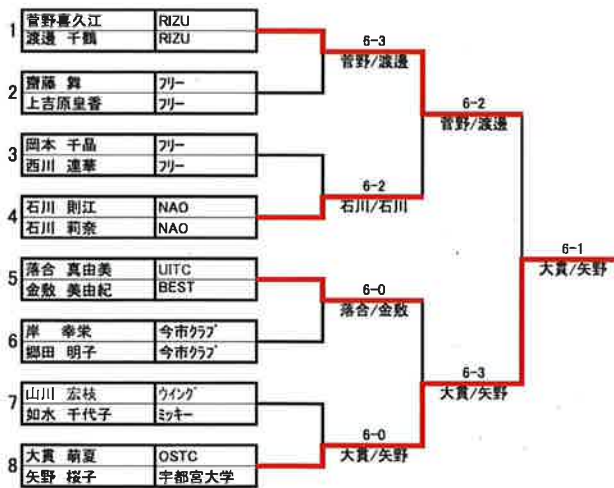 1
菅野喜久江 RIZU
渡邊 千鶴 RIZU
2
齋藤 舞 フリー
上吉原皇香 フリー
3
岡本 千晶 フリー
西川 連華 フリー
4
石川 則江 NAO
石川 莉奈 NAO
5
落合 真由美 UITC
金敷 美由紀 BEST
6
岸 幸栄 今市クラブ
郷田 明子 今市クラブ
7
山川 宏枝 ウイング
如水 千代子 ミッキー
8
大貫 萌夏 OSTC
矢野 桜子 宇都宮大学
6-3
菅野/渡邊
6-2
石川/石川
6-0
落合/金敷
6-0
大貫/矢野
6-2
菅野/渡邊
6-3
大貫/矢野
6-1
大貫/矢野